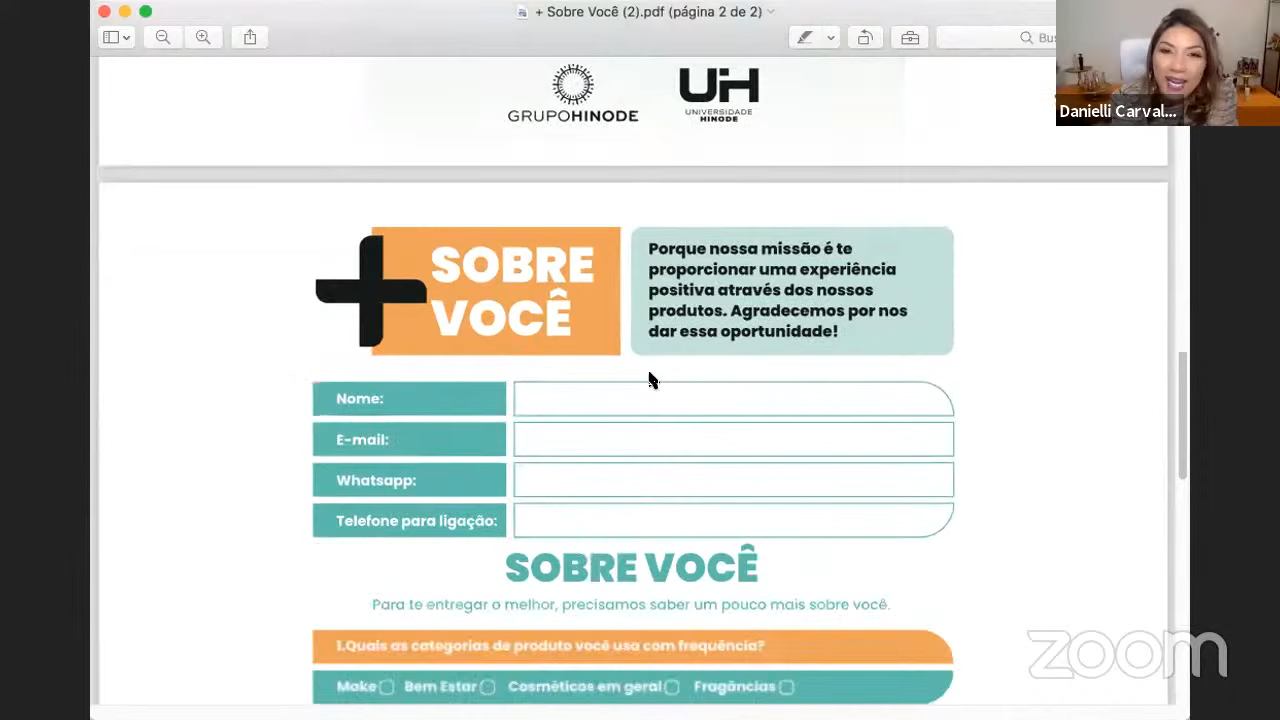 + Sobre Você (2).pdf (página 2 de 2)
Bus
Danielli Carval...
GRUPOHINODE
UH
UNIVERSIDADE
HINODE
+ SOBRE
VOCÊ
Porque nossa missão é te
proporcionar uma experiência
positiva através dos nossos
produtos. Agradecemos por nos
dar essa oportunidade!
Nome:
E-mail:
Whatsapp:
Telefone para ligação:
SOBRE VOCÊ
Para te entregar o melhor, precisamos saber um pouco mais sobre você.
1.Quais as categorias de produto você usa com frequência?
Make Bem Estar Cosméticos em geral Fragâncias
zoom